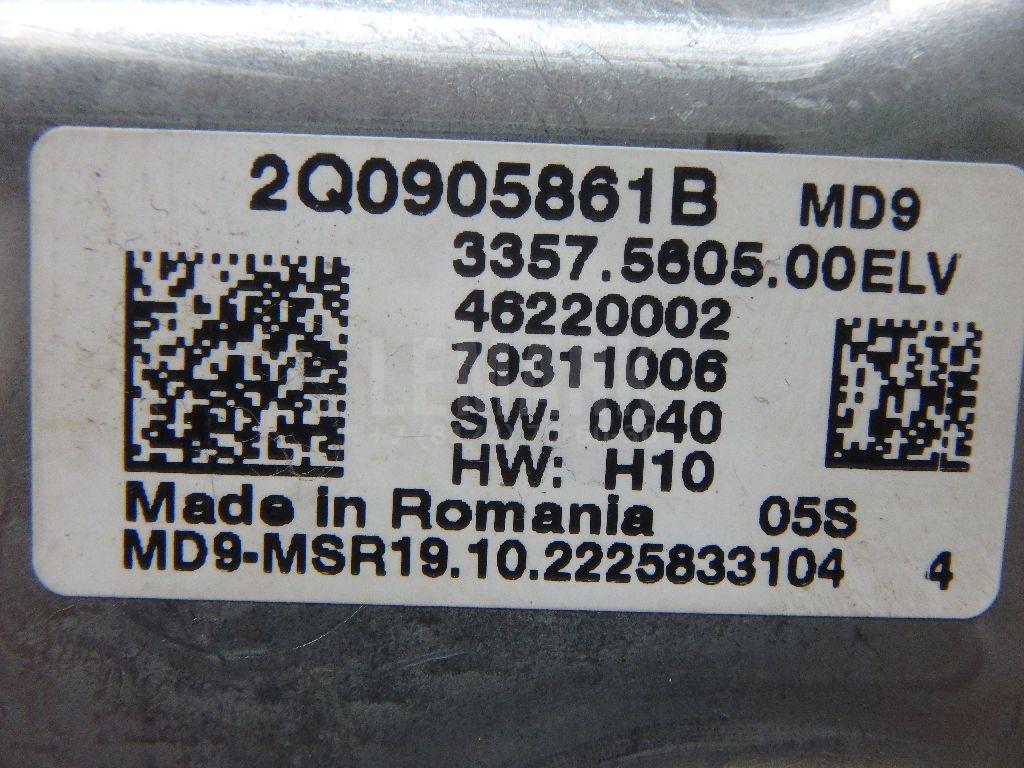 2Q0905861B MD9
3357.5605.00ELV
46220002
79311006
SW: 0040
HW: H10
Made in Romania 05S
MD9-MSR19.10.2225833104 4